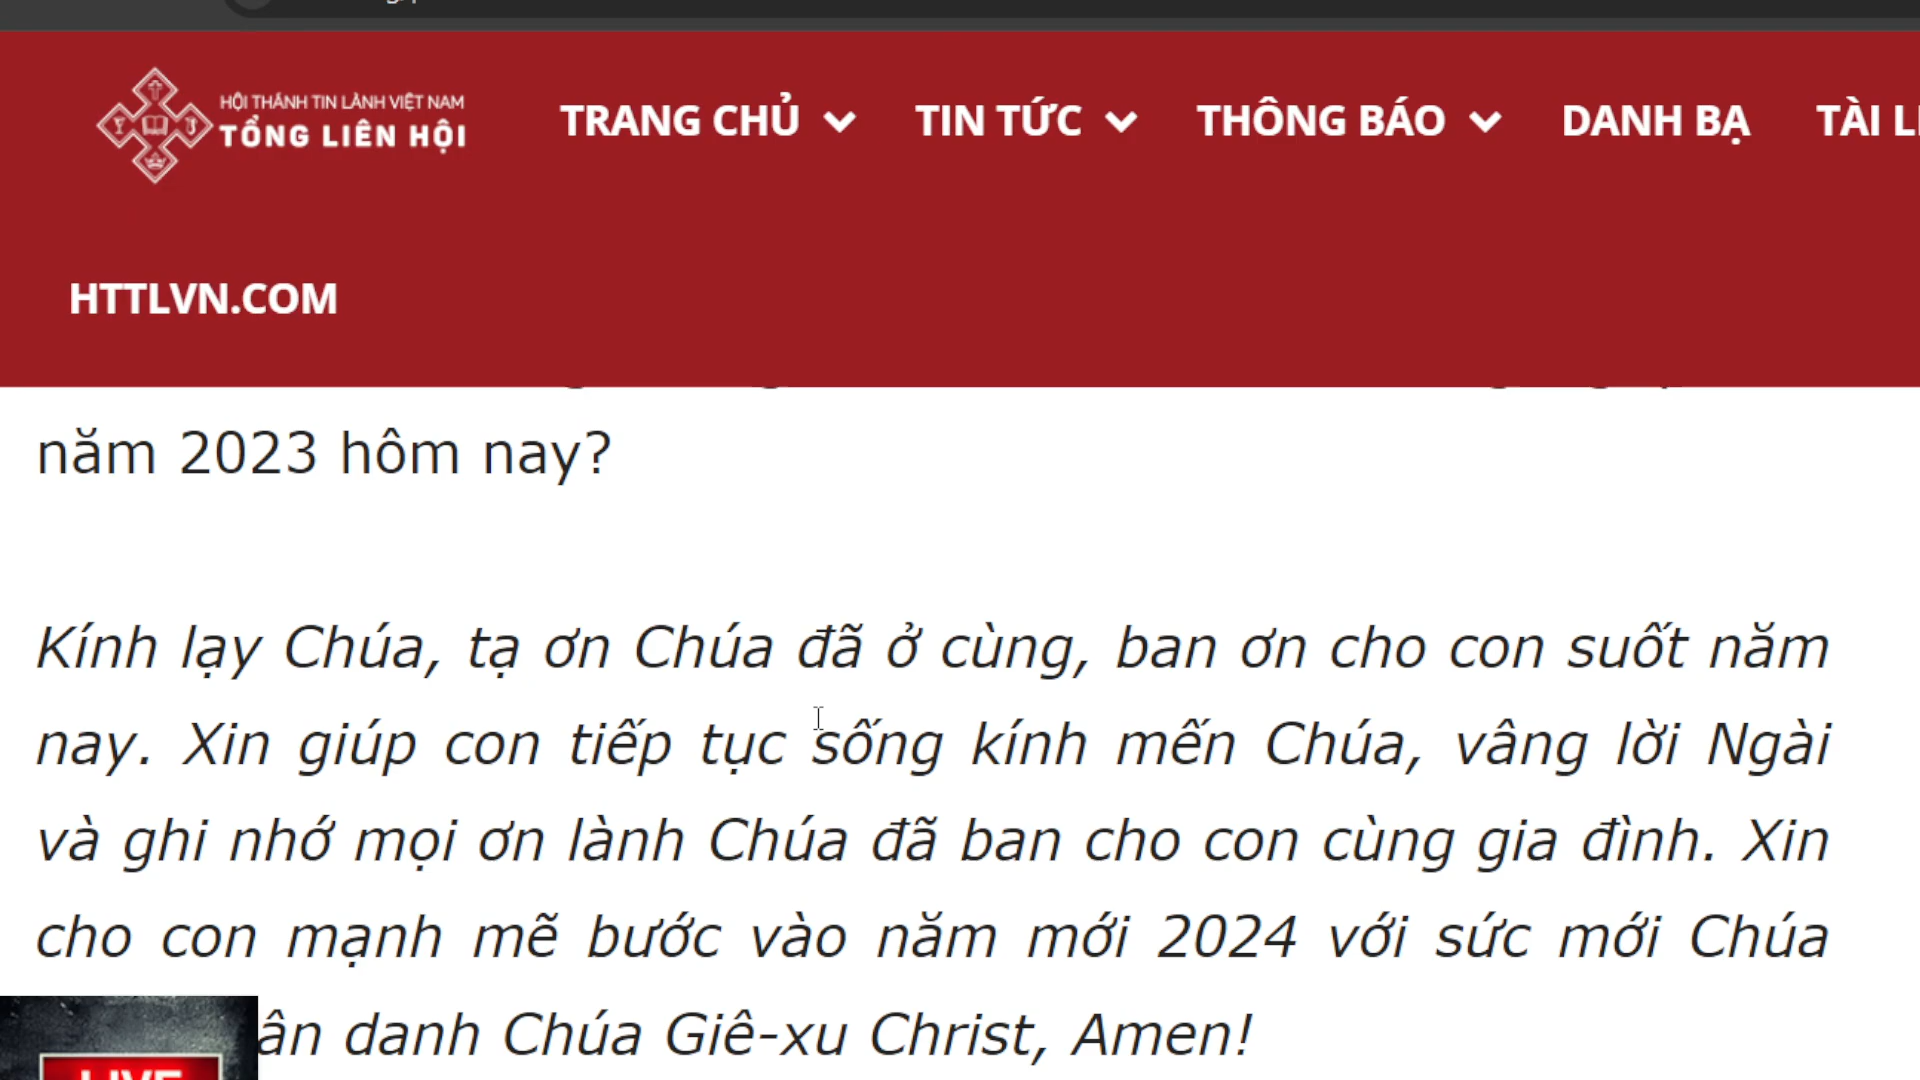 HỘI THÁNH TIN LÀNH VIỆT NAM
TỔNG LIÊN HỘI
TRANG CHỦ TIN TỨC THÔNG BÁO DANH BẠ TÀI
HTTLVN.COM
năm 2023 hôm nay?
Kính lạy Chúa, tạ ơn Chúa đã ở cùng, ban ơn cho con suốt năm
nay. Xin giúp con tiếp tục sống kính mến Chúa, vâng lời Ngài
và ghi nhớ mọi ơn lành Chúa đã ban cho con cùng gia đình. Xin
cho con mạnh mẽ bước vào năm mới 2024 với sức mới Chúa
danh Chúa Giê-xu Christ, Amen!
LIVE